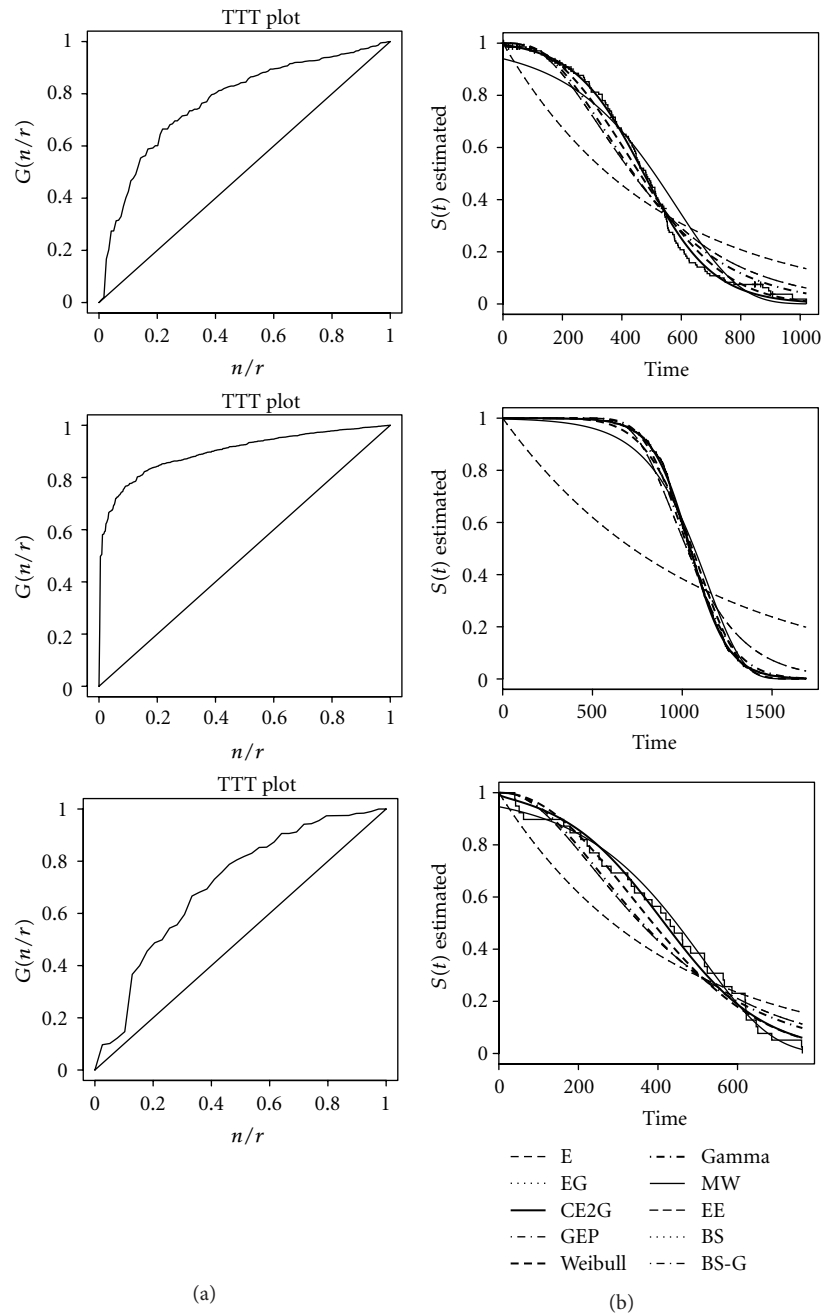 TTT plot
1
0.8
0.6
0.4
0.2
0
G(n/r)
0 0.2 0.4 0.6 0.8 1
n/r
1
0.8
0.6
0.4
0.2
0
S(t) estimated
0 200 400 600 800 1000
Time
TTT plot
1
0.8
0.6
0.4
0.2
0
G(n/r)
0 0.2 0.4 0.6 0.8 1
n/r
1
0.8
0.6
0.4
0.2
0
S(t) estimated
0 500 1000 1500
Time
TTT plot
1
0.8
0.6
0.4
0.2
0
G(n/r)
0 0.2 0.4 0.6 0.8 1
n/r
1
0.8
0.6
0.4
0.2
0
S(t) estimated
0 200 400 600
Time
E
EG
CE2G
GEP
Weibull
Gamma
MW
EE
BS
BS-G
(a)
(b)